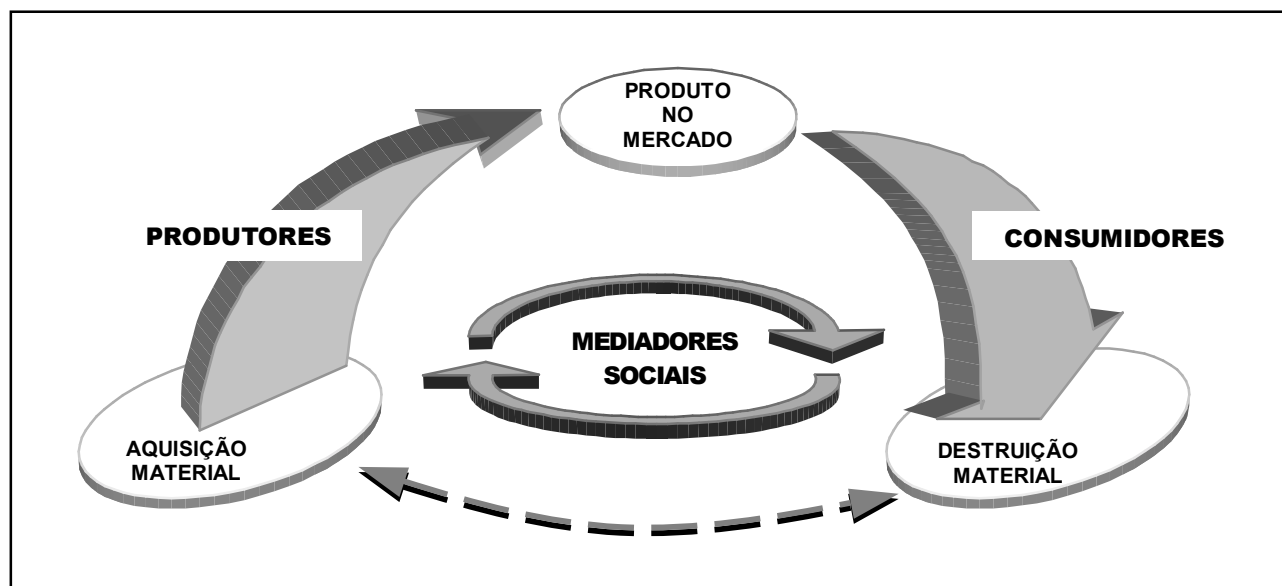 PRODUTO
NO
MERCADO
PRODUTORES
CONSUMIDORES
MEDIADORES
SOCIAIS
AQUISIÇÃO
MATERIAL
DESTRUIÇÃO
MATERIAL